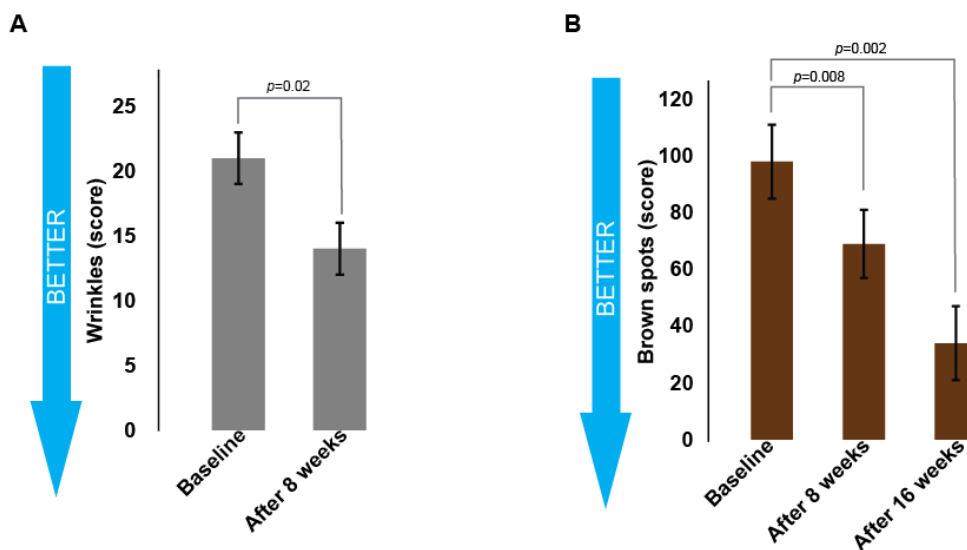 A
BETTER
Wrinkles (score)
25
20
15
10
5
0
p=0.02
Baseline
After 8 weeks
B
BETTER
Brown spots (score)
120
100
80
60
40
20
0
p=0.002
p=0.008
Baseline
After 8 weeks
After 16 weeks